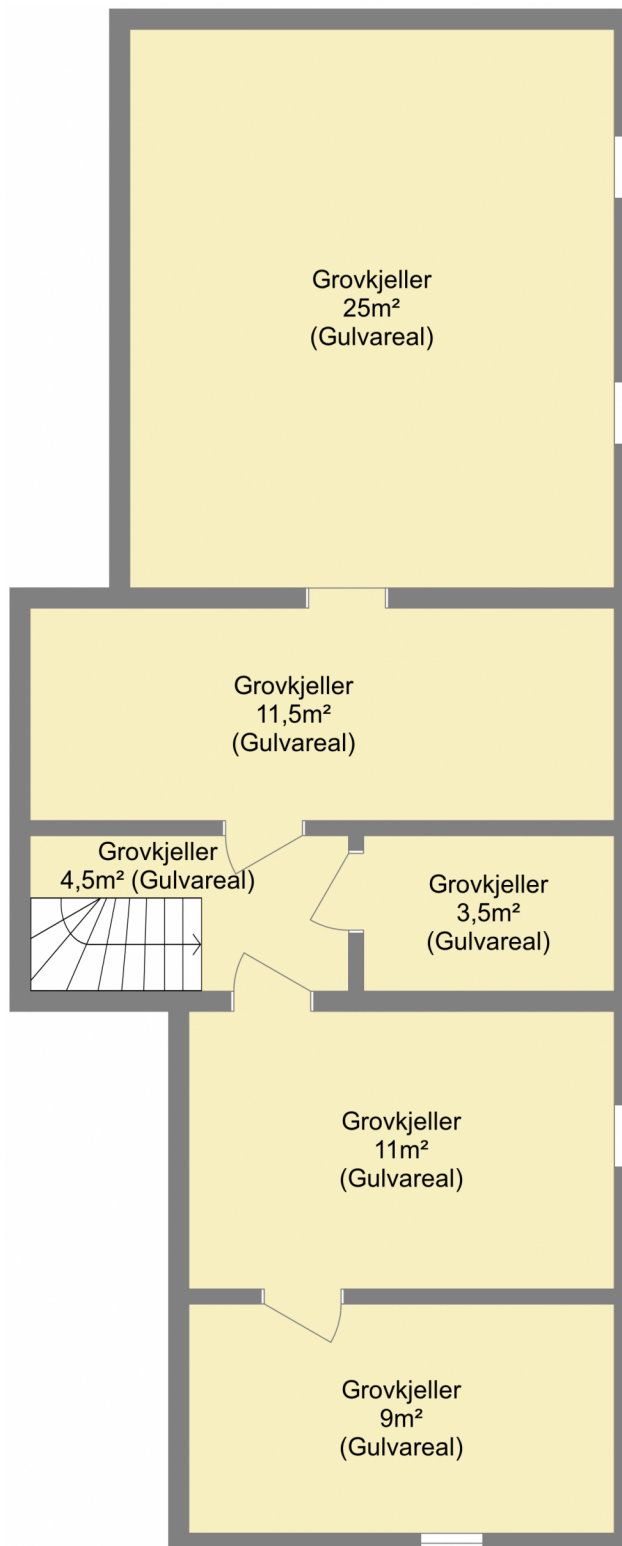 Grovkjeller
25m²
(Gulvareal)
Grovkjeller
11,5m²
(Gulvareal)
Grovkjeller
4,5m² (Gulvareal)
Grovkjeller
3,5m²
(Gulvareal)
Grovkjeller
11m²
(Gulvareal)
Grovkjeller
9m²
(Gulvareal)